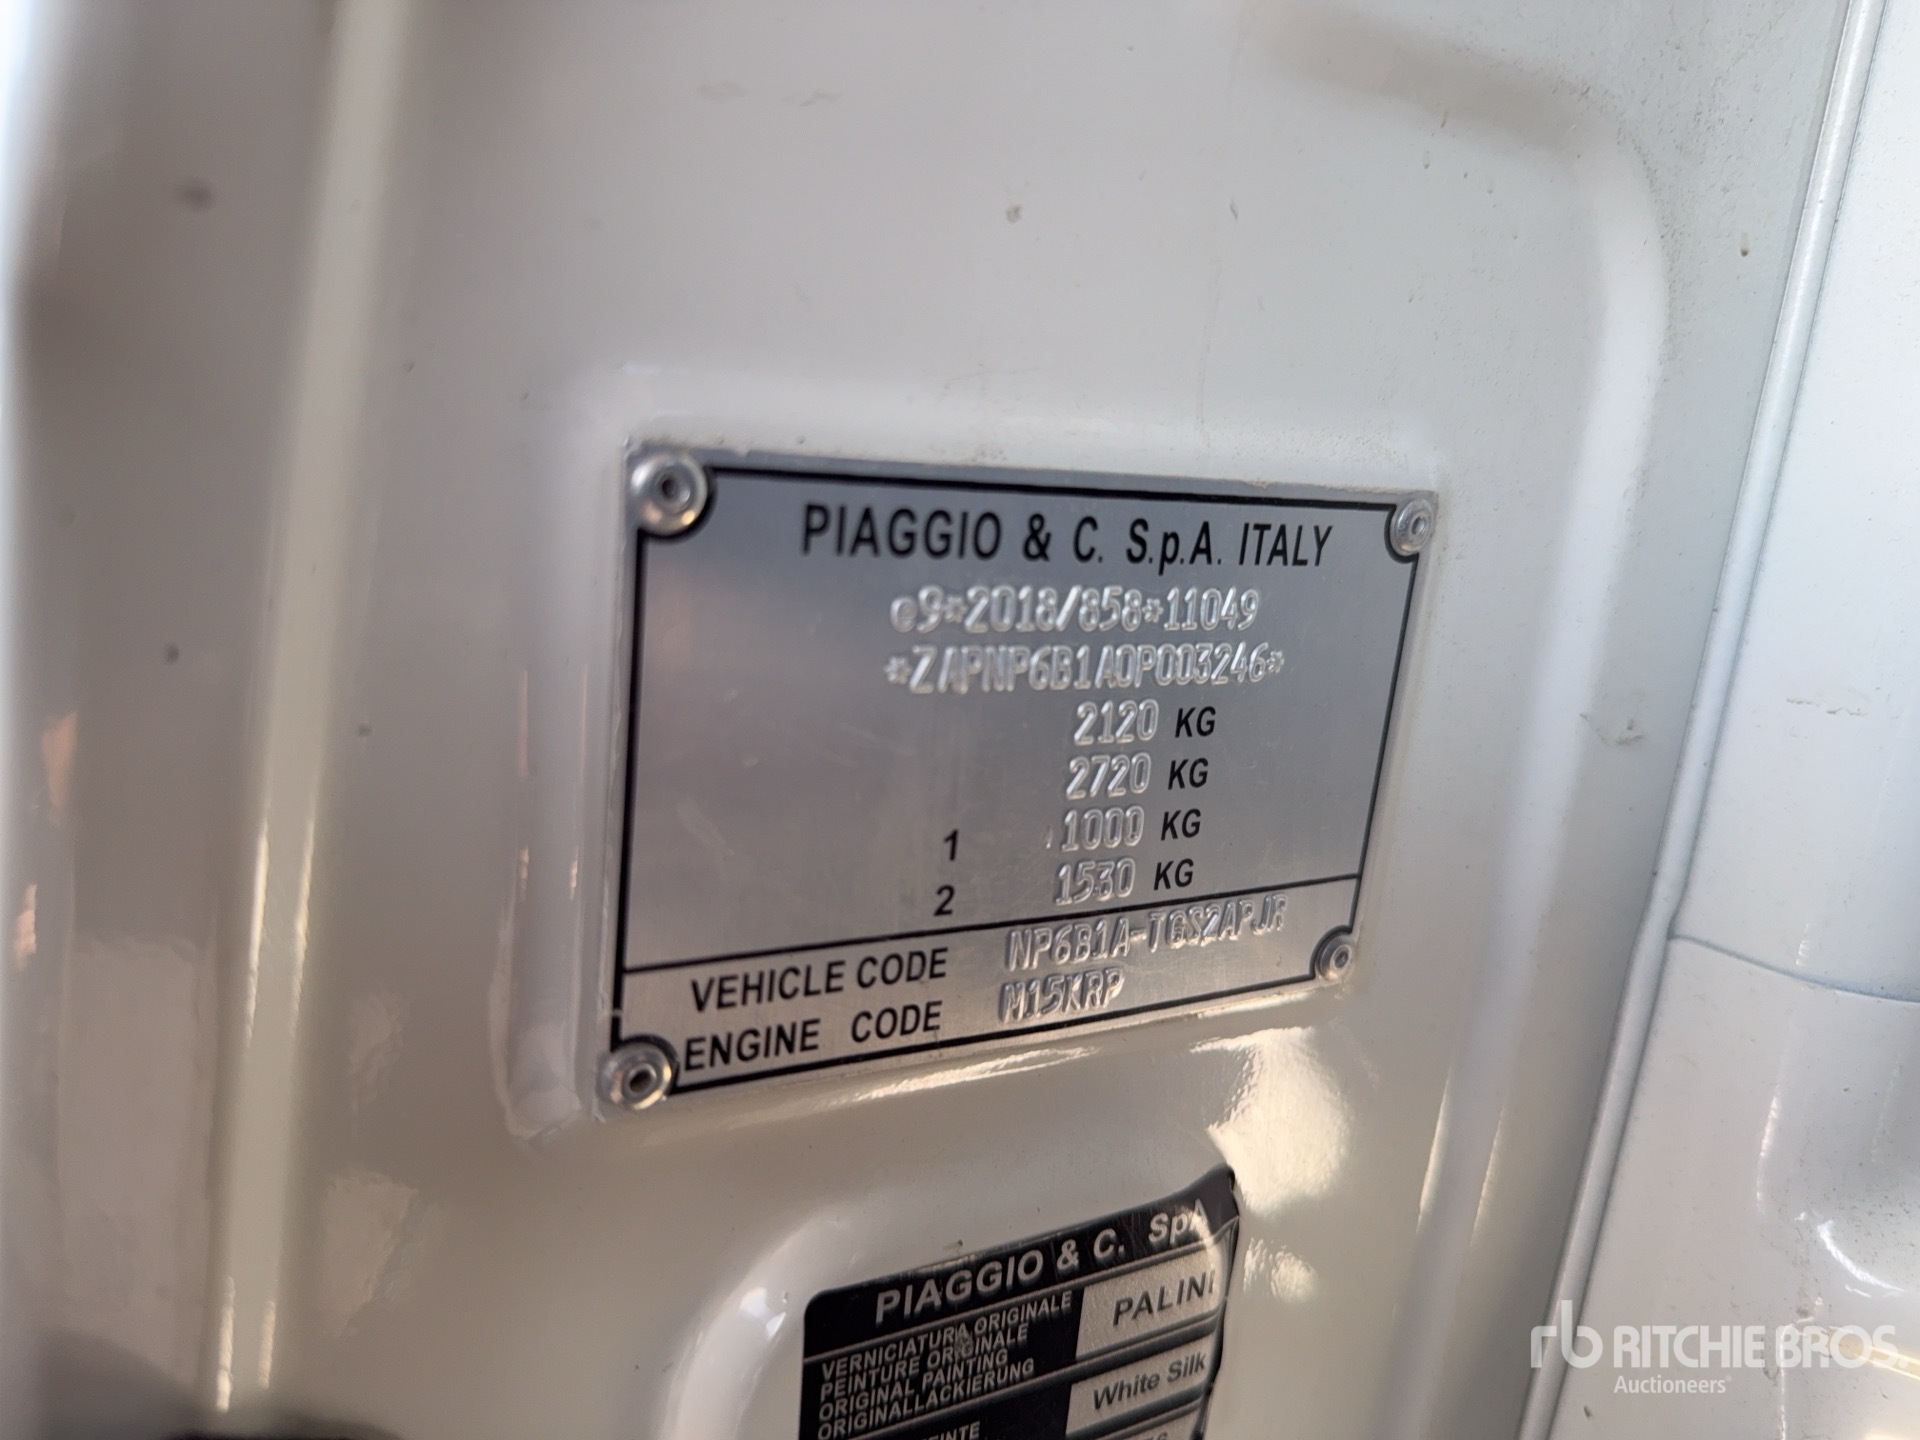 PIAGGIO & C. S.p.A. ITALY
e9*2018/858*11049
*ZAPNP6B1A0P003246*
2120 KG
2720 KG
1 1000 KG
2 1530 KG
VEHICLE CODE NP6B1A-TGS2APJR
ENGINE CODE M15KRP
PIAGGIO & C. SpA
VERNICIATURA ORIGINALE
PEINTURE ORIGINALE
ORIGINAL PAINTING
ORIGINALLACKIERUNG
PALINI
White Silk
rb RITCHIE BROS.
Auctioneers